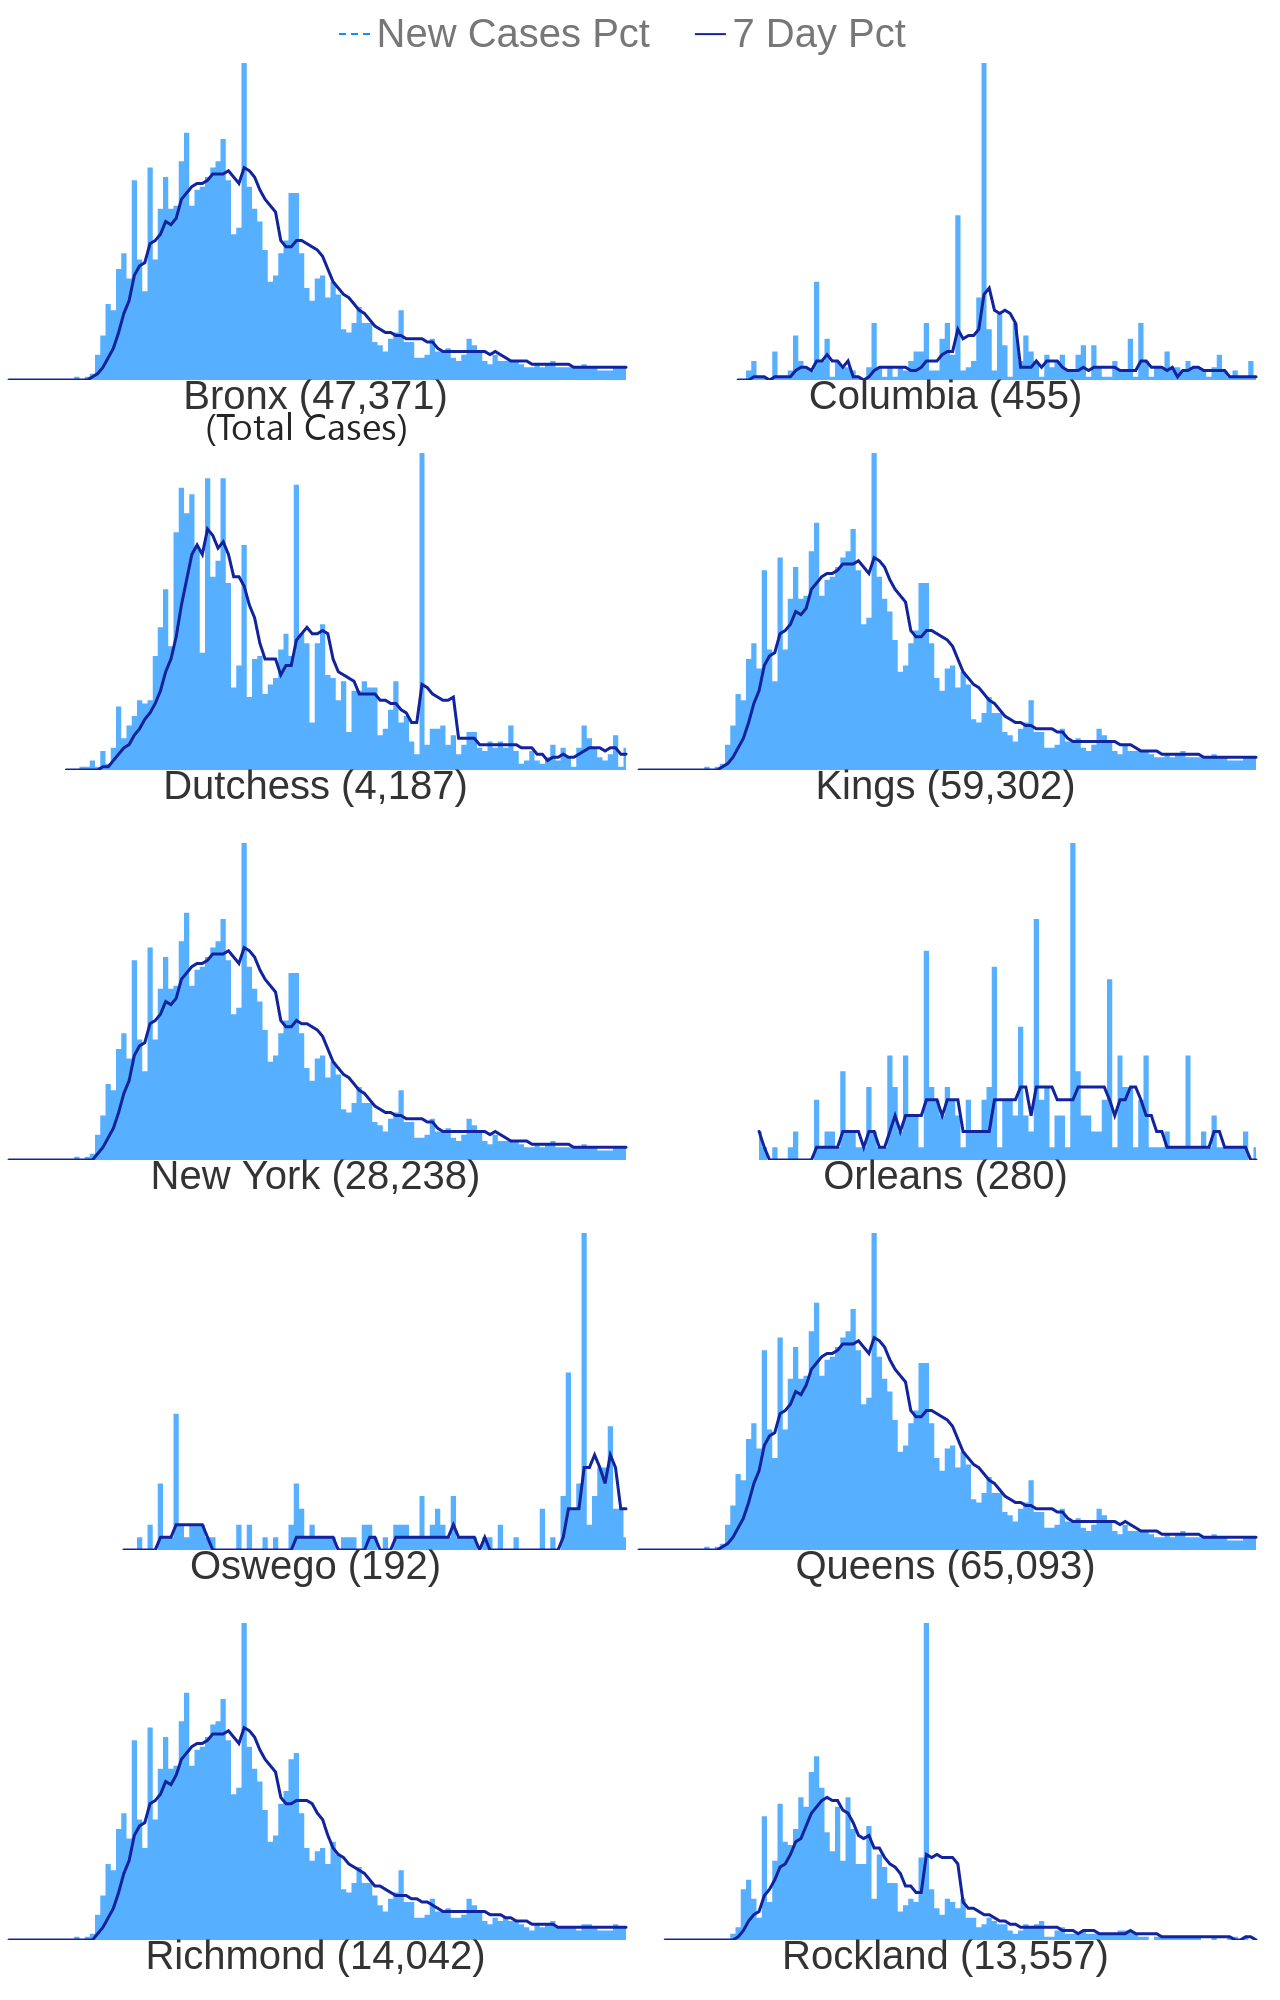 New Cases Pct 7 Day Pct
Bronx (47,371) Columbia (455)
(Total Cases)
Dutchess (4,187) Kings (59,302)
New York (28,238) Orleans (280)
Oswego (192) Queens (65,093)
Richmond (14,042) Rockland (13,557)